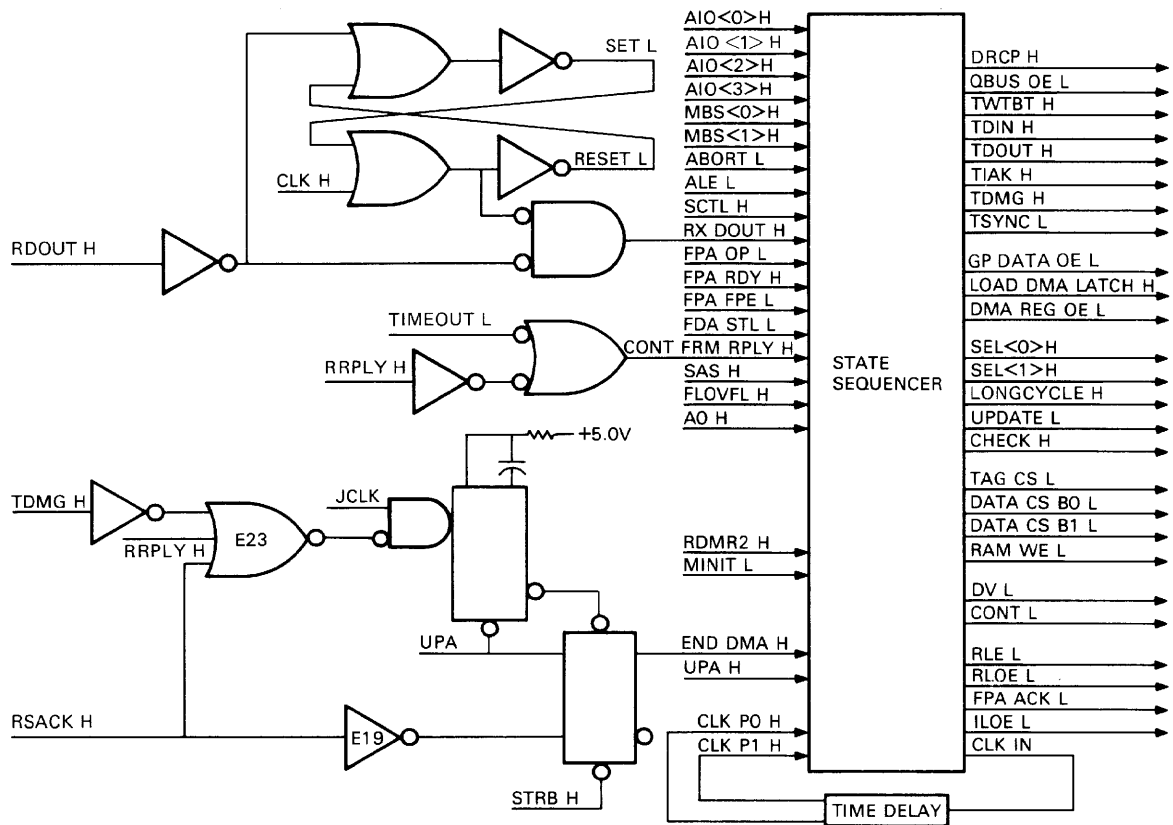 SET L
RESET L
CLK H
RDOUT H
TIMEOUT L
RRPLY H
+5.0V
TDMG H
JCLK
E23
RRPLY H
UPA
RSACK H
E19
STRB H
AIO<0>H
AIO <1> H
AIO<2>H
AIO<3>H
MBS<0>H
MBS<1>H
ABORT L
ALE L
SCTL H
RX DOUT H
FPA OP L
FPA RDY H
FPA FPE L
FDA STL L
CONT FRM RPLY H
SAS H
FLOVFL H
AO H
RDMR2 H
MINIT L
END DMA H
UPA H
CLK P0 H
CLK P1 H
STATE
SEQUENCER
DRCP H
QBUS OE L
TWTBT H
TDIN H
TDOUT H
TIAK H
TDMG H
TSYNC L
GP DATA OE L
LOAD DMA LATCH H
DMA REG OE L
SEL<0>H
SEL<1>H
LONGCYCLE H
UPDATE L
CHECK H
TAG CS L
DATA CS B0 L
DATA CS B1 L
RAM WE L
DV L
CONT L
RLE L
RLOE L
FPA ACK L
ILOE L
CLK IN
TIME DELAY